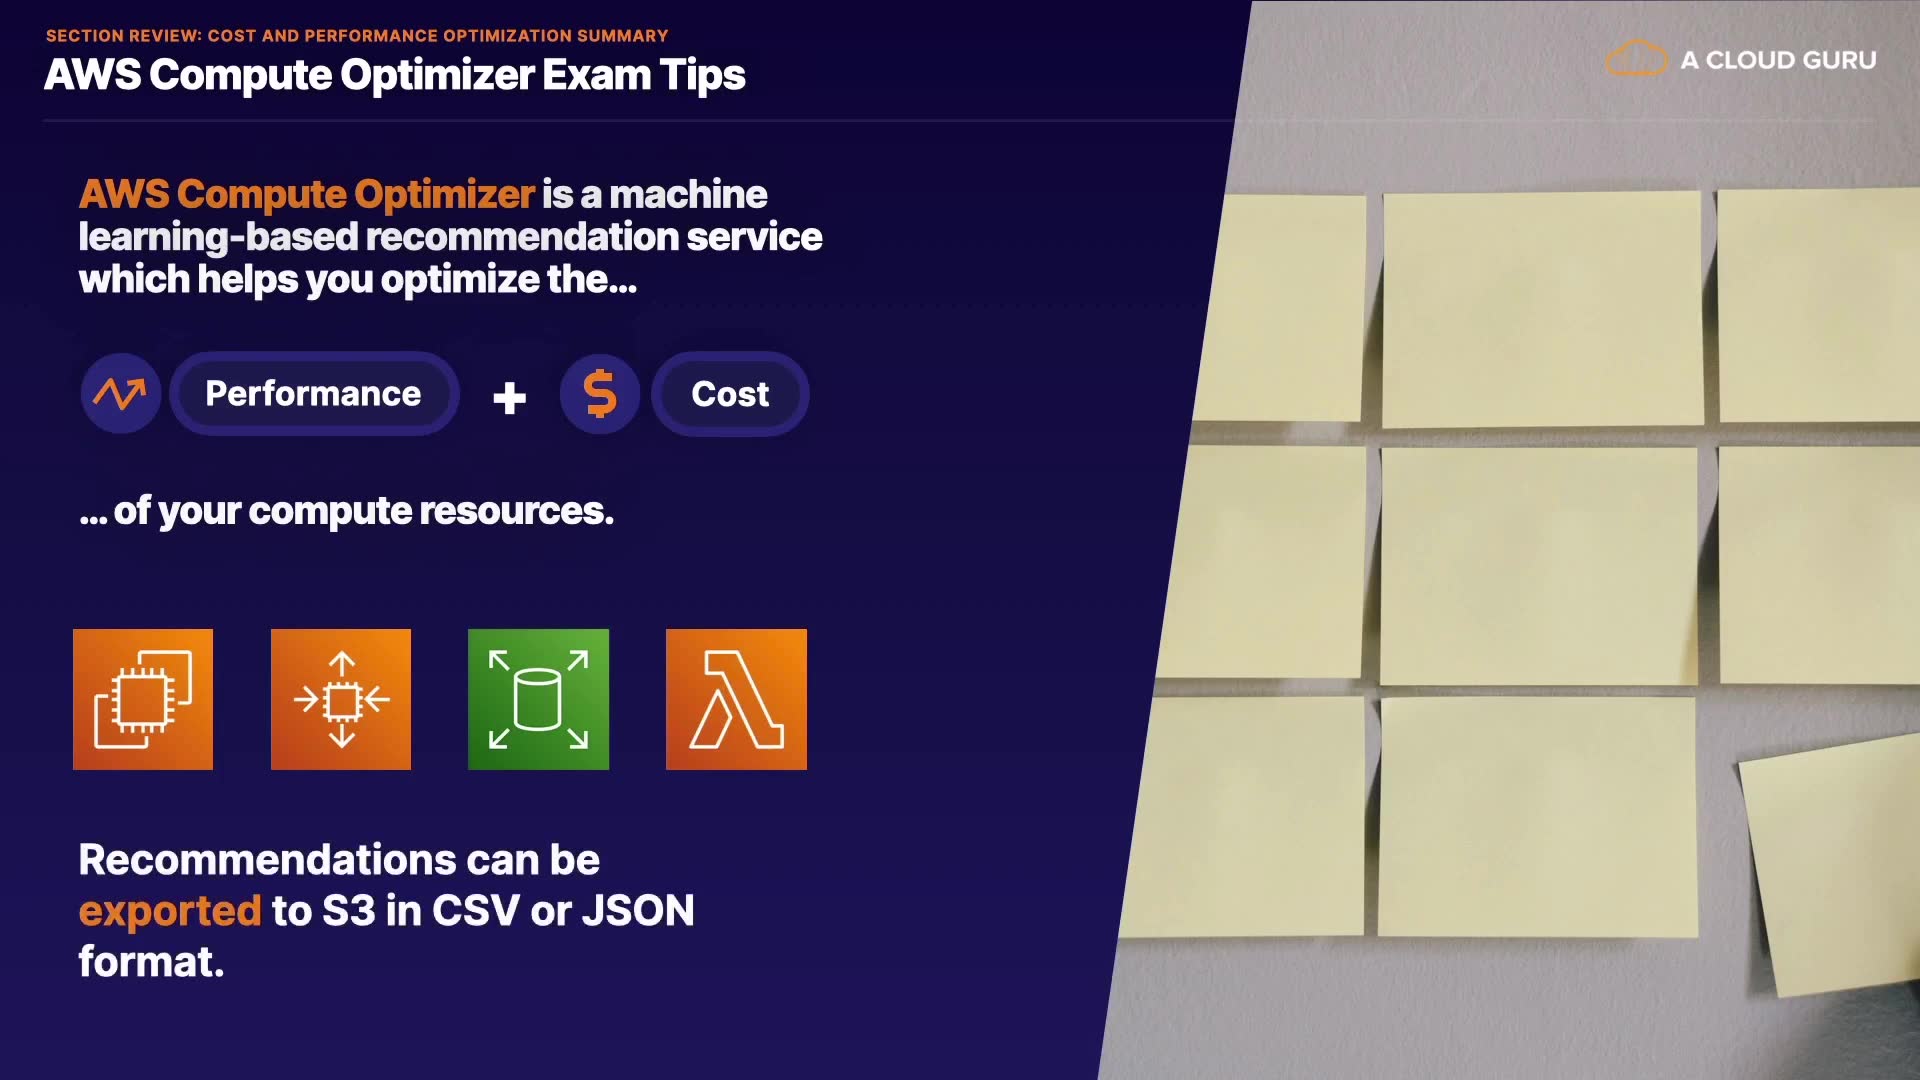 SECTION REVIEW: COST AND PERFORMANCE OPTIMIZATION SUMMARY
AWS Compute Optimizer Exam Tips
A CLOUD GURU
AWS Compute Optimizer is a machine
learning-based recommendation service
which helps you optimize the...
Performance + $ Cost
... of your compute resources.
Recommendations can be
exported to S3 in CSV or JSON
format.